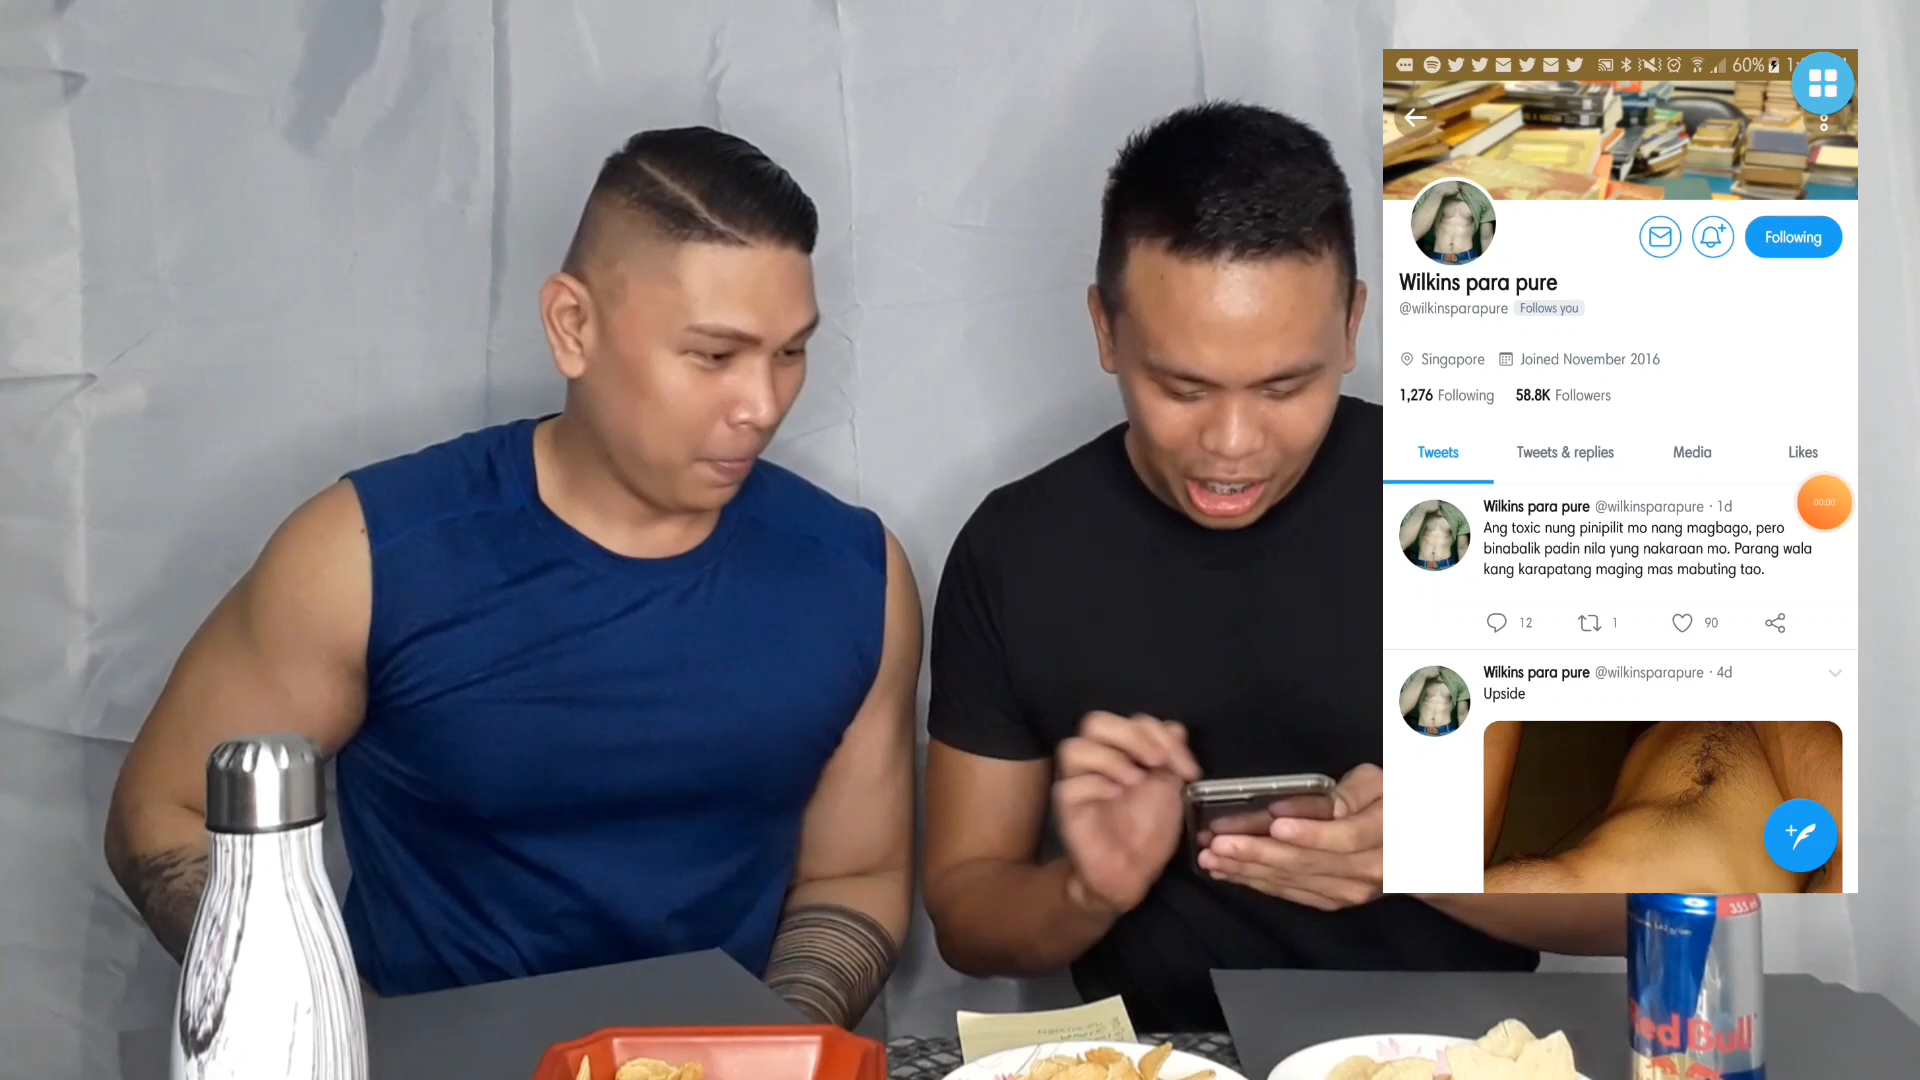 60%
Following
Wilkins para pure
@wilkinsparapure Follows you
Singapore Joined November 2016
1,276 Following 58.8K Followers
Tweets Tweets & replies Media Likes
00:00
Wilkins para pure @wilkinsparapure · 1d
Ang toxic nung pinipilit mo nang magbago, pero
binabalik padin nila yung nakaraan mo. Parang wala
kang karapatang maging mas mabuting tao.
12 1 90
Wilkins para pure @wilkinsparapure · 4d
Upside
355
Red Bull